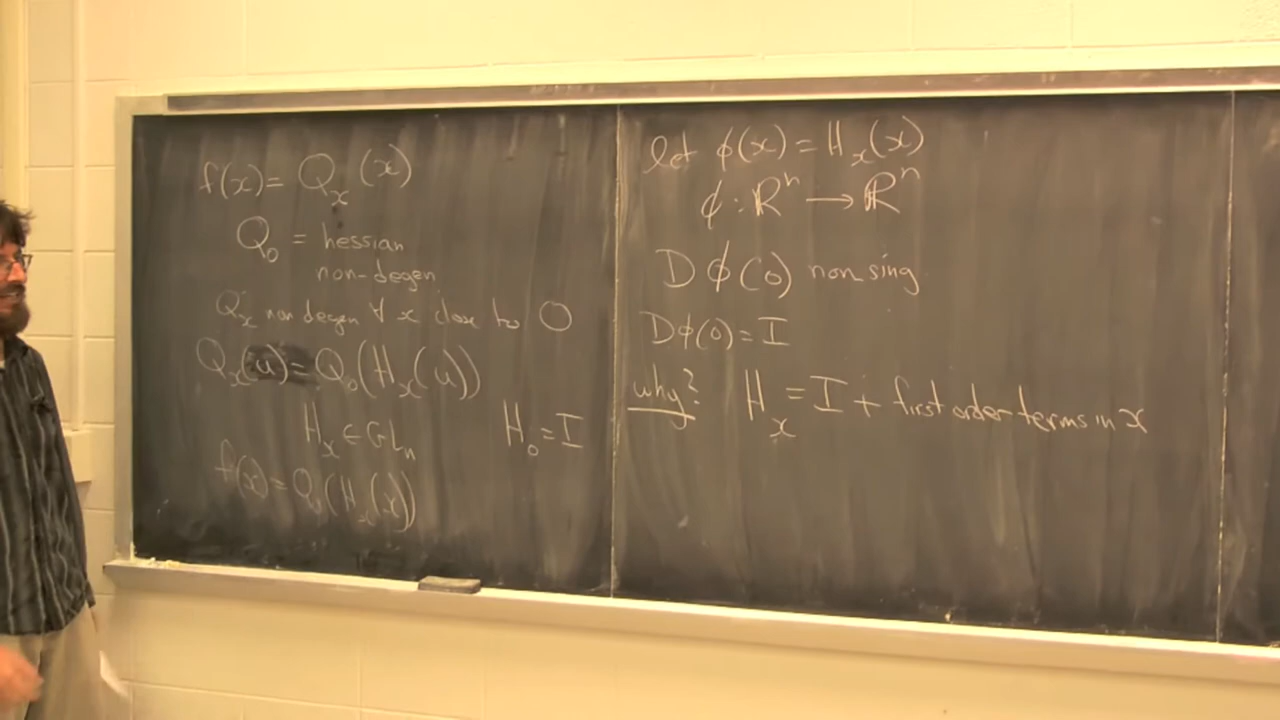 f(x) = Q_x(x)
Q_0 = hessian
non-degen
Q_x non degen ∀ x close to 0
Q_x(u) = Q_0(H_x(u))
H_x ∈ GL_n    H_0 = I
f(x) = Q_0(H_x(x))
let ϕ(x) = H_x(x)
ϕ : ℝ^n → ℝ^n
Dϕ(0) non sing
Dϕ(0) = I
why? H_x = I + first order terms in x